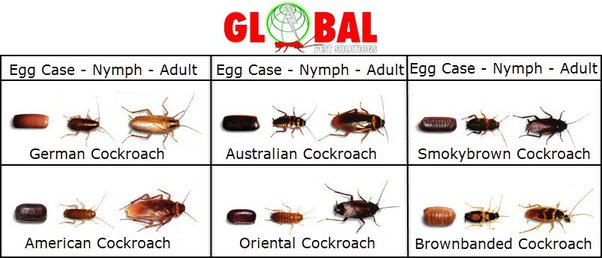 GLOBAL
PEST SOLUTIONS
Egg Case - Nymph - Adult
Egg Case - Nymph - Adult
Egg Case - Nymph - Adult
German Cockroach
Australian Cockroach
Smokybrown Cockroach
American Cockroach
Oriental Cockroach
Brownbanded Cockroach